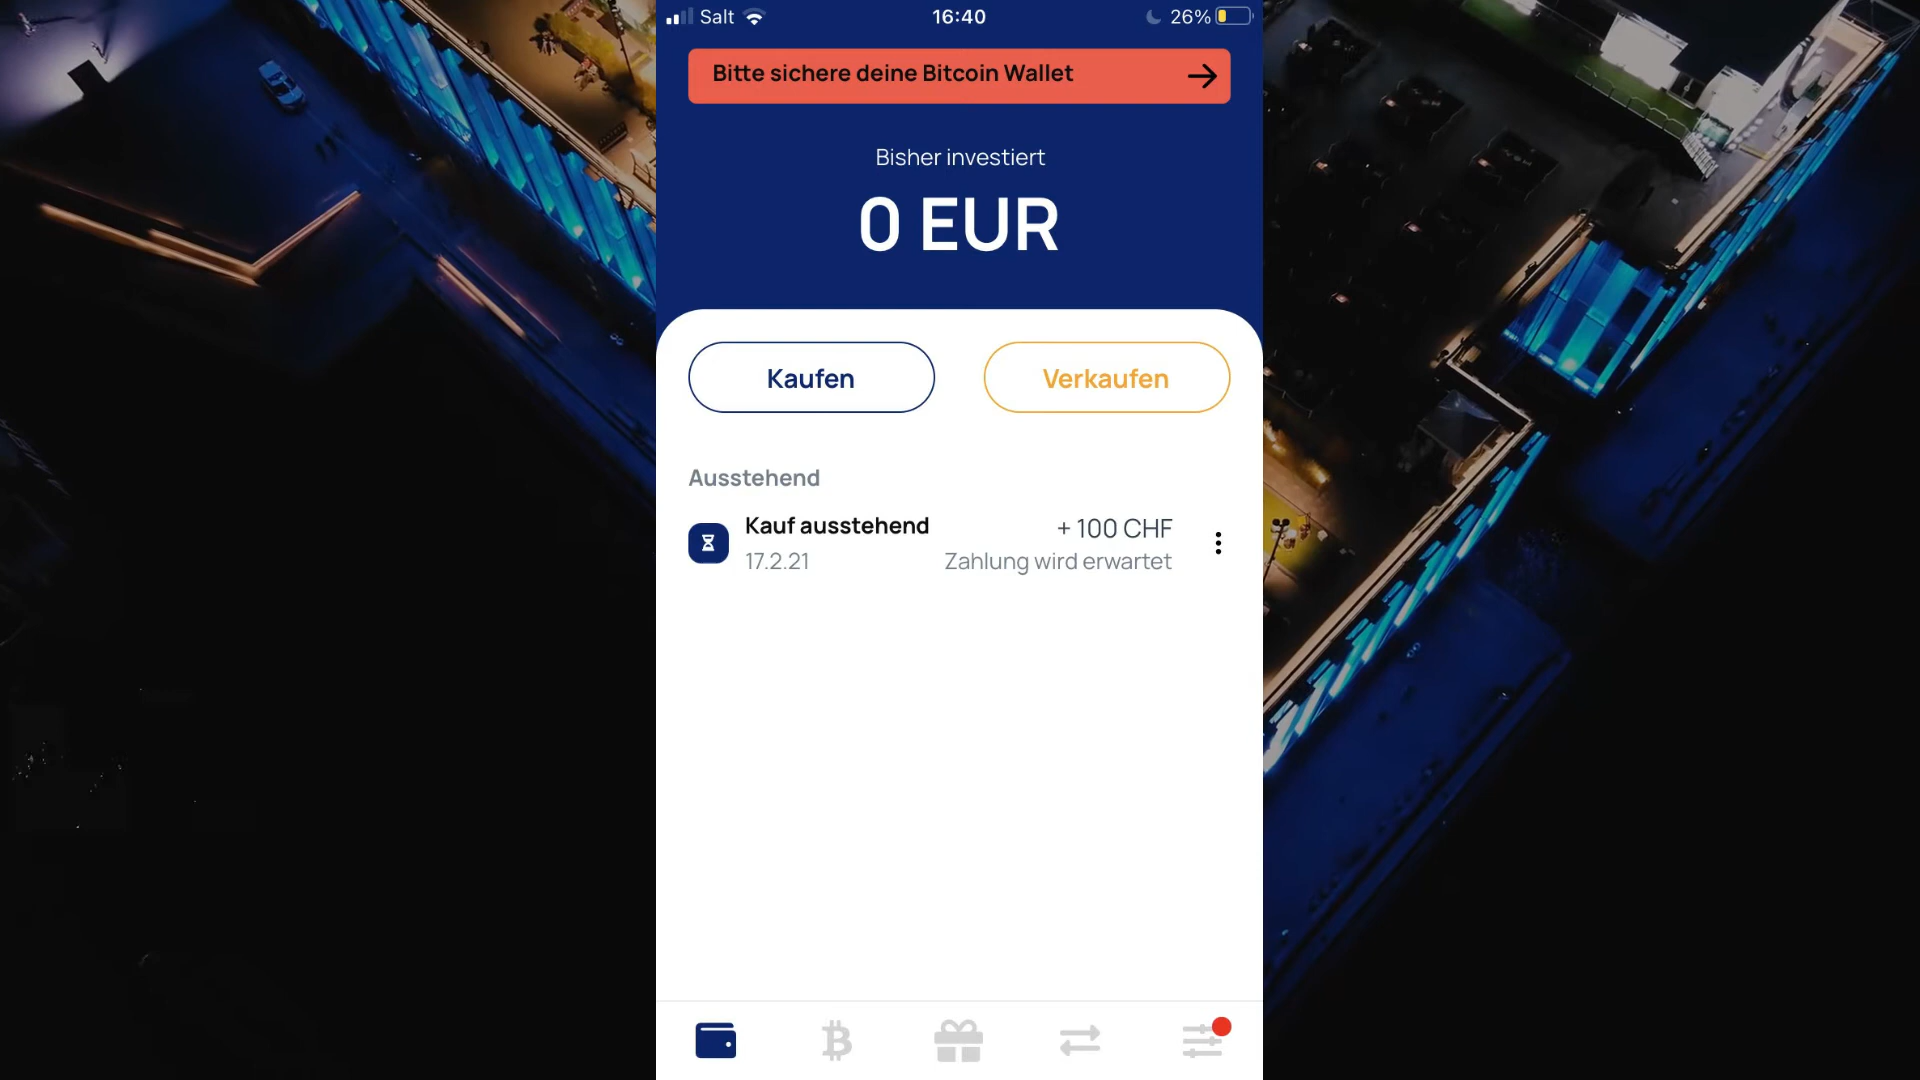 Salt 16:40 26%
Bitte sichere deine Bitcoin Wallet
Bisher investiert
0 EUR
Kaufen Verkaufen
Ausstehend
Kauf ausstehend + 100 CHF
17.2.21 Zahlung wird erwartet